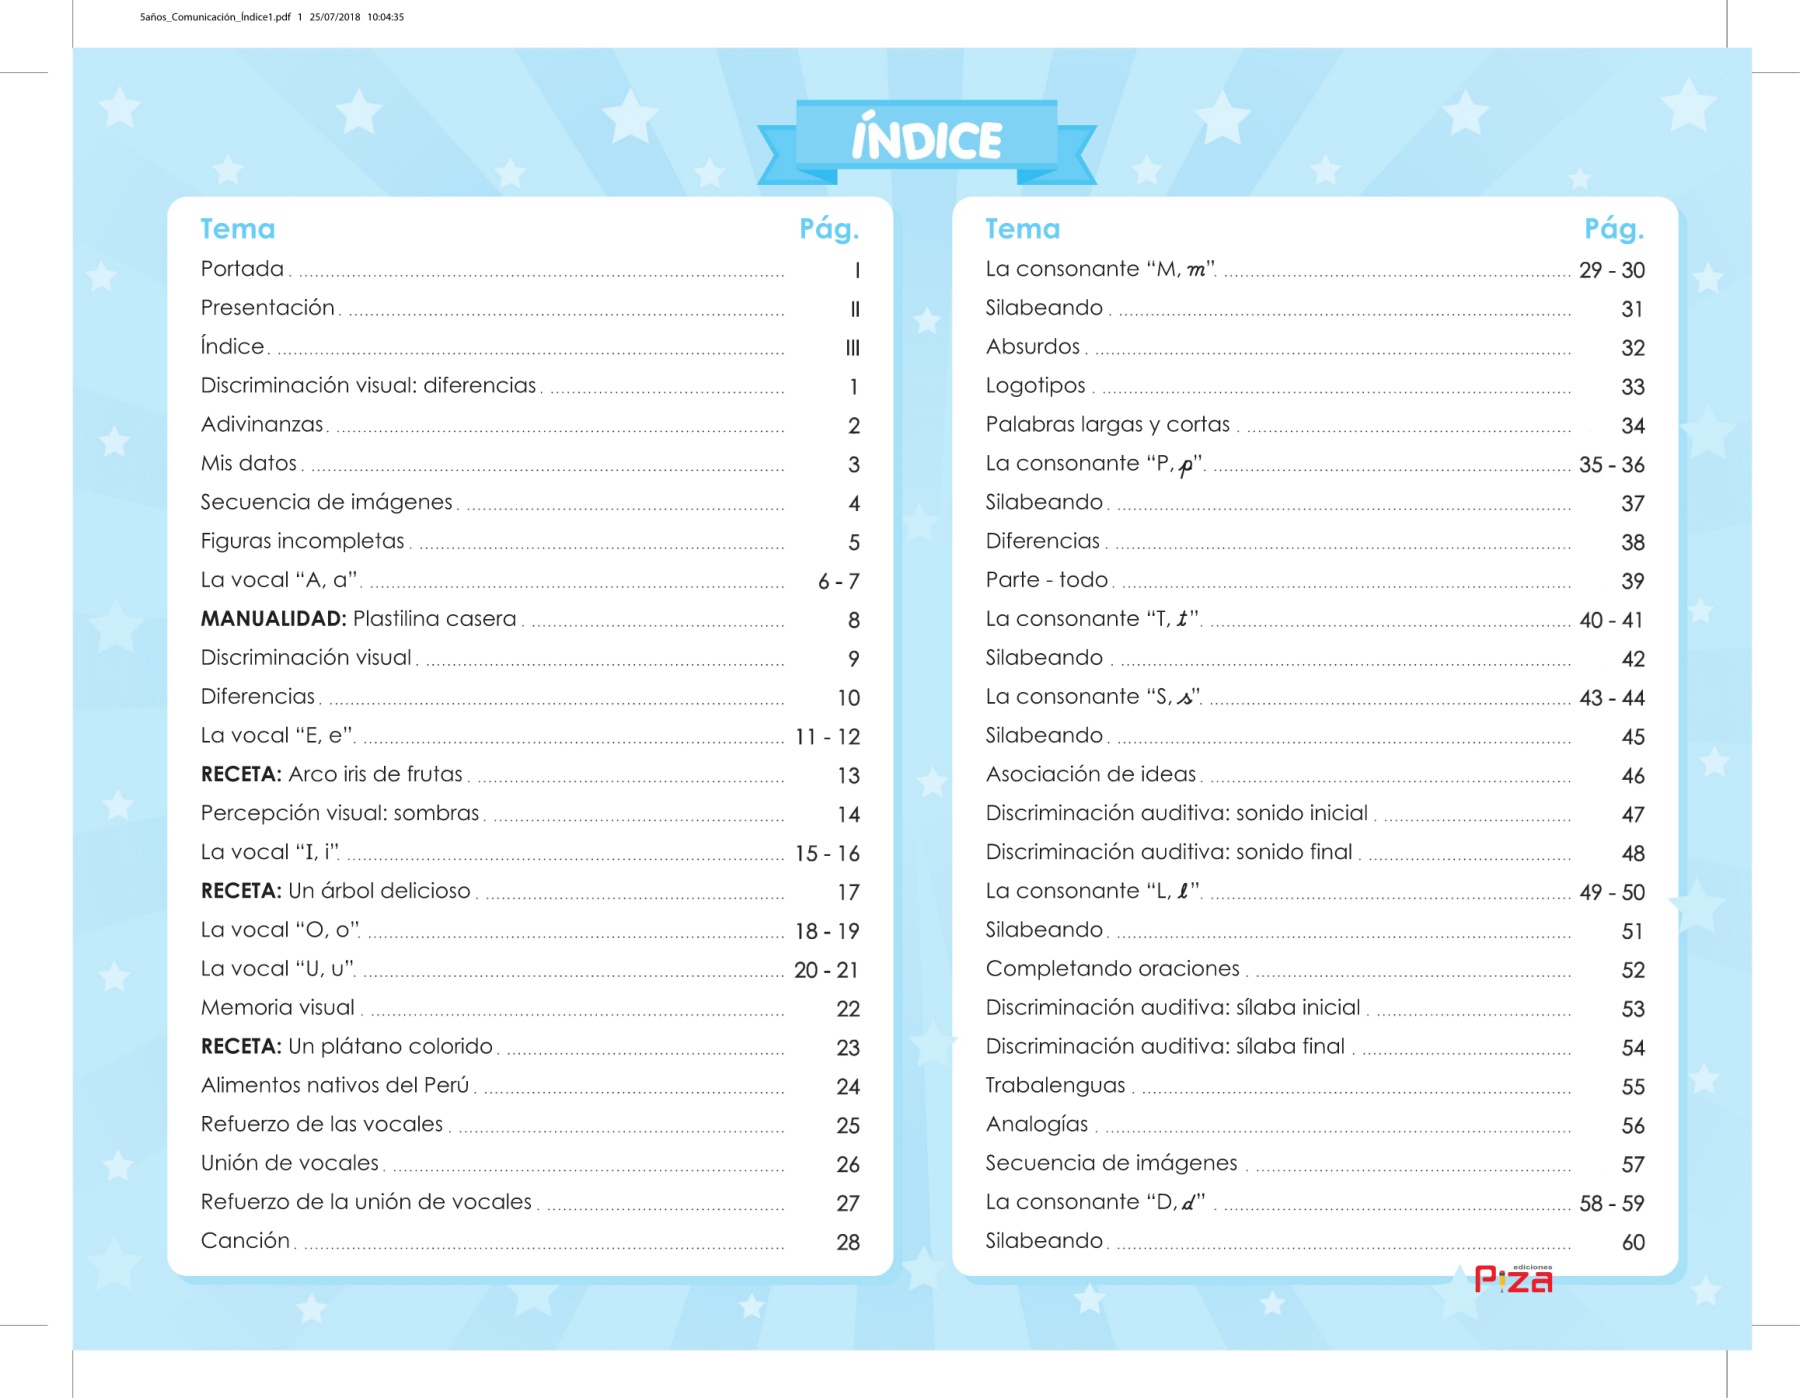 5años_Comunicación_Índice1.pdf 1 25/07/2018 10:04:35
ÍNDICE
Tema Pág.
Portada I
Presentación II
Índice III
Discriminación visual: diferencias 1
Adivinanzas 2
Mis datos 3
Secuencia de imágenes 4
Figuras incompletas 5
La vocal “A, a” 6 - 7
MANUALIDAD: Plastilina casera 8
Discriminación visual 9
Diferencias 10
La vocal “E, e” 11 - 12
RECETA: Arco iris de frutas 13
Percepción visual: sombras 14
La vocal “I, i” 15 - 16
RECETA: Un árbol delicioso 17
La vocal “O, o” 18 - 19
La vocal “U, u” 20 - 21
Memoria visual 22
RECETA: Un plátano colorido 23
Alimentos nativos del Perú 24
Refuerzo de las vocales 25
Unión de vocales 26
Refuerzo de la unión de vocales 27
Canción 28
Tema Pág.
La consonante “M, m” 29 - 30
Silabeando 31
Absurdos 32
Logotipos 33
Palabras largas y cortas 34
La consonante “P, p” 35 - 36
Silabeando 37
Diferencias 38
Parte - todo 39
La consonante “T, t” 40 - 41
Silabeando 42
La consonante “S, s” 43 - 44
Silabeando 45
Asociación de ideas 46
Discriminación auditiva: sonido inicial 47
Discriminación auditiva: sonido final 48
La consonante “L, l” 49 - 50
Silabeando 51
Completando oraciones 52
Discriminación auditiva: sílaba inicial 53
Discriminación auditiva: sílaba final 54
Trabalenguas 55
Analogías 56
Secuencia de imágenes 57
La consonante “D, d” 58 - 59
Silabeando 60
ediciones
Piza